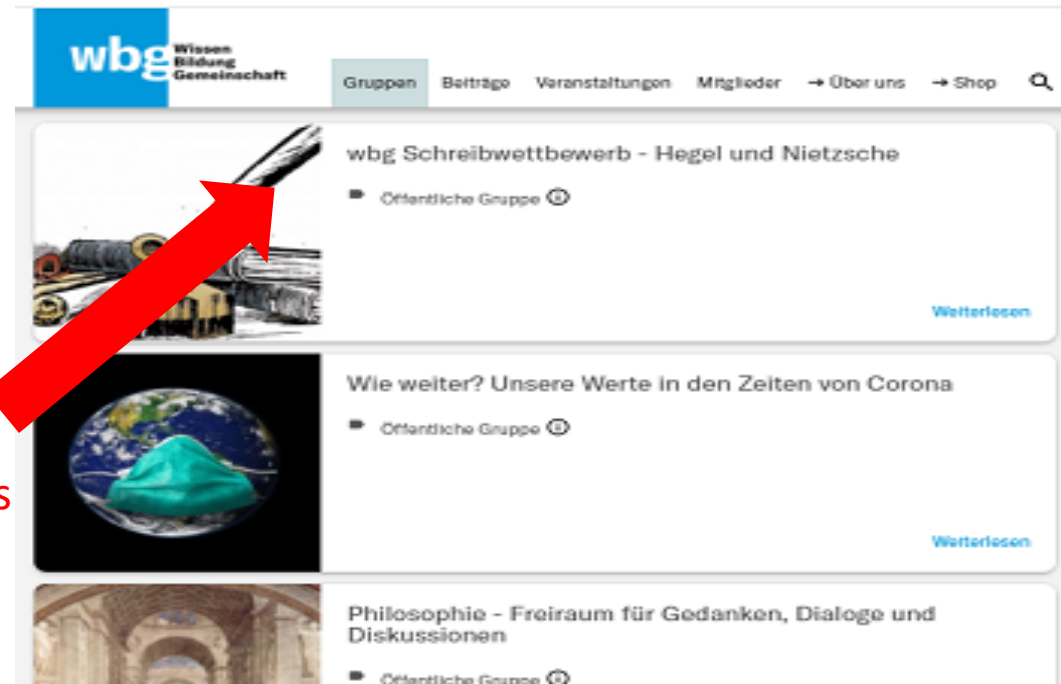 wbg Wissen
Bildung
Gemeinschaft
Gruppen Beiträge Veranstaltungen Mitglieder → Über uns → Shop
wbg Schreibwettbewerb - Hegel und Nietzsche
Öffentliche Gruppe
Weiterlesen
Wie weiter? Unsere Werte in den Zeiten von Corona
Öffentliche Gruppe
s
Weiterlesen
Philosophie - Freiraum für Gedanken, Dialoge und
Diskussionen
Öffentliche Gruppe